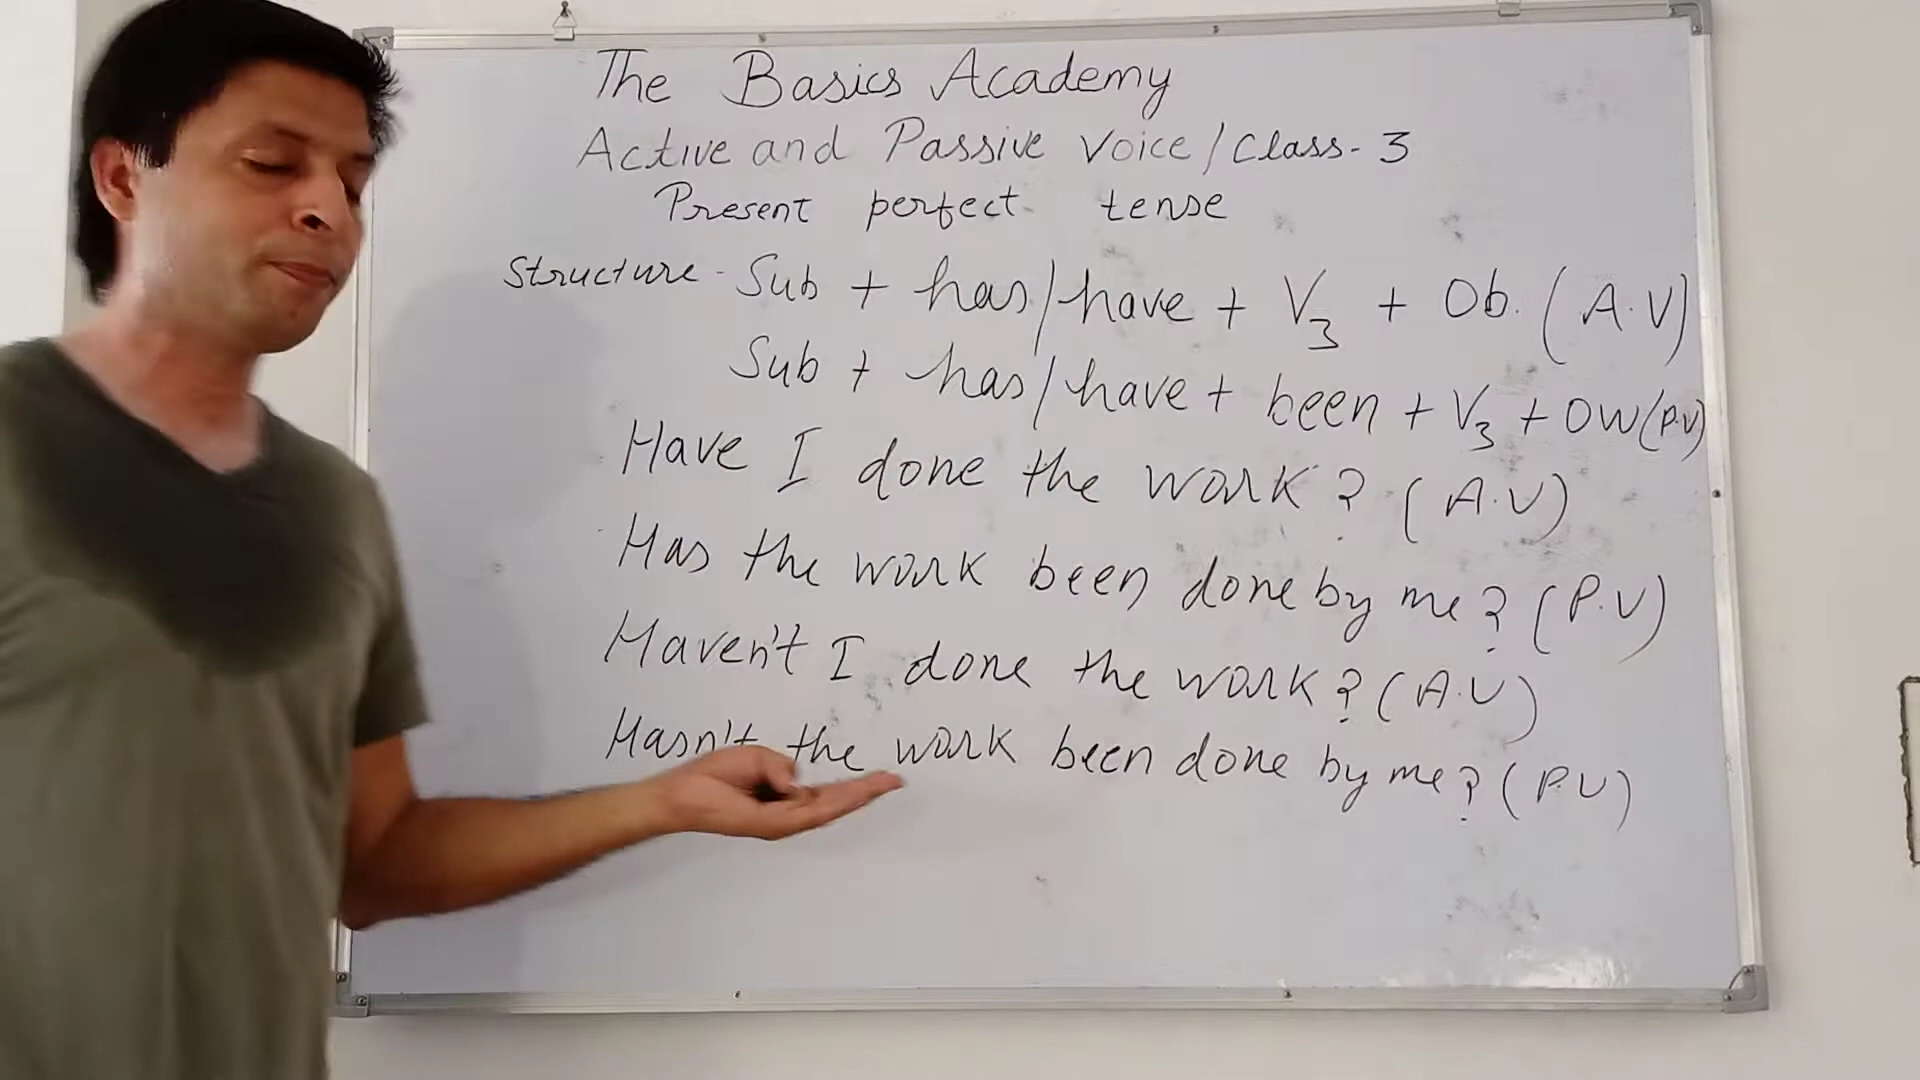 The Basics Academy
Active and Passive Voice / Class - 3
Present perfect tense
Structure - Sub + has/have + V3 + Ob. (A.V)
Sub + has/have + been + V3 + OW (P.V)
Have I done the work? (A.V)
Has the work been done by me? (P.V)
Haven't I done the work? (A.V)
Hasn't the work been done by me? (P.V)